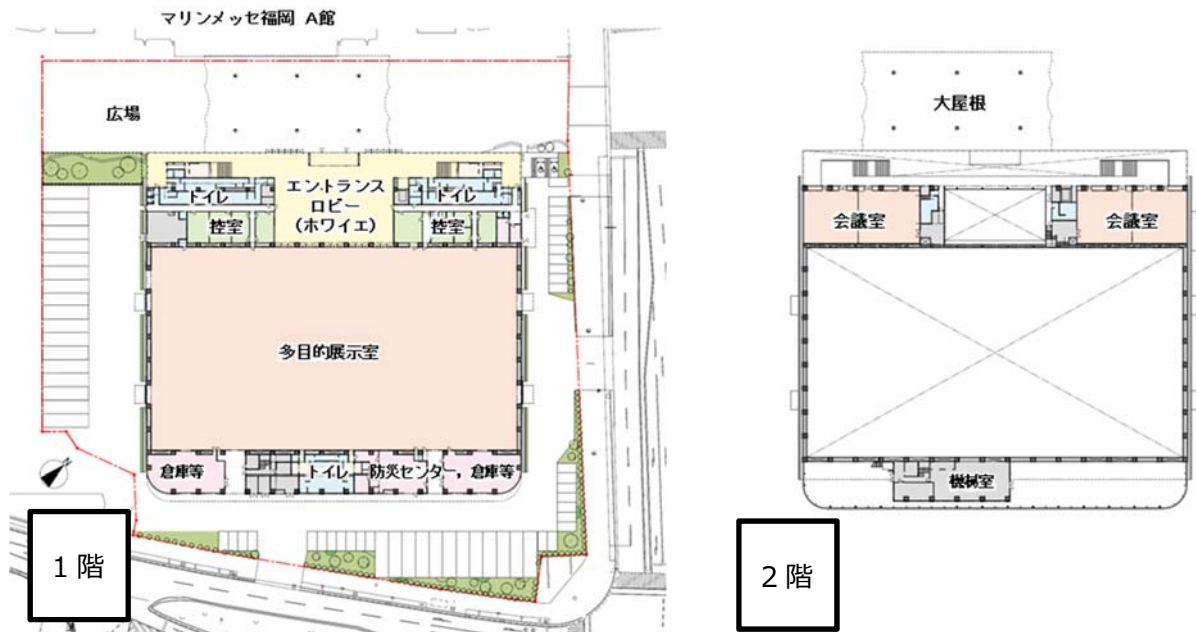 マリンメッセ福岡 A館
広場
トイレ
エントランス
ロビー
(ホワイエ)
トイレ
控室
控室
多目的展示室
倉庫等
トイレ
防災センター
倉庫等
1階
大屋根
会議室
会議室
機械室
2階